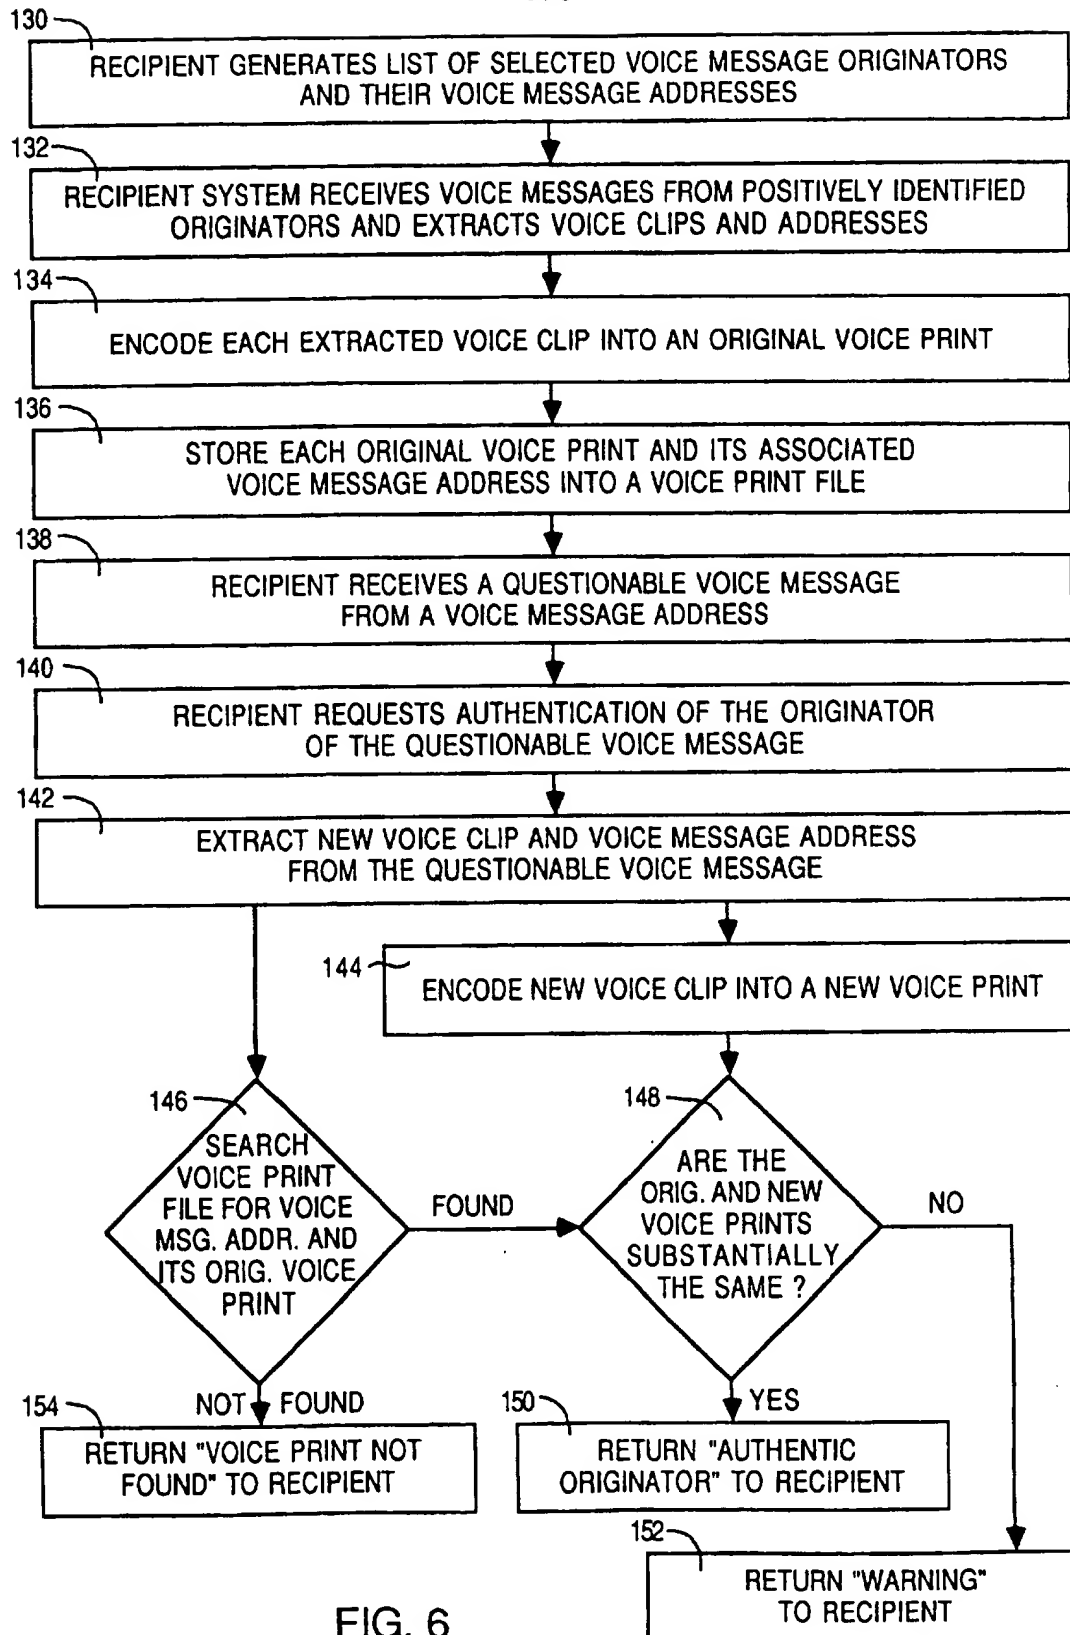 130
RECIPIENT GENERATES LIST OF SELECTED VOICE MESSAGE ORIGINATORS
AND THEIR VOICE MESSAGE ADDRESSES
132
RECIPIENT SYSTEM RECEIVES VOICE MESSAGES FROM POSITIVELY IDENTIFIED
ORIGINATORS AND EXTRACTS VOICE CLIPS AND ADDRESSES
134
ENCODE EACH EXTRACTED VOICE CLIP INTO AN ORIGINAL VOICE PRINT
136
STORE EACH ORIGINAL VOICE PRINT AND ITS ASSOCIATED
VOICE MESSAGE ADDRESS INTO A VOICE PRINT FILE
138
RECIPIENT RECEIVES A QUESTIONABLE VOICE MESSAGE
FROM A VOICE MESSAGE ADDRESS
140
RECIPIENT REQUESTS AUTHENTICATION OF THE ORIGINATOR
OF THE QUESTIONABLE VOICE MESSAGE
142
EXTRACT NEW VOICE CLIP AND VOICE MESSAGE ADDRESS
FROM THE QUESTIONABLE VOICE MESSAGE
144
ENCODE NEW VOICE CLIP INTO A NEW VOICE PRINT
146
SEARCH
VOICE PRINT
FILE FOR VOICE
MSG. ADDR. AND
ITS ORIG. VOICE
PRINT
FOUND
148
ARE THE
ORIG. AND NEW
VOICE PRINTS
SUBSTANTIALLY
THE SAME ?
NO
NOT FOUND
YES
154
RETURN "VOICE PRINT NOT
FOUND" TO RECIPIENT
150
RETURN "AUTHENTIC
ORIGINATOR" TO RECIPIENT
152
RETURN "WARNING"
TO RECIPIENT
FIG. 6